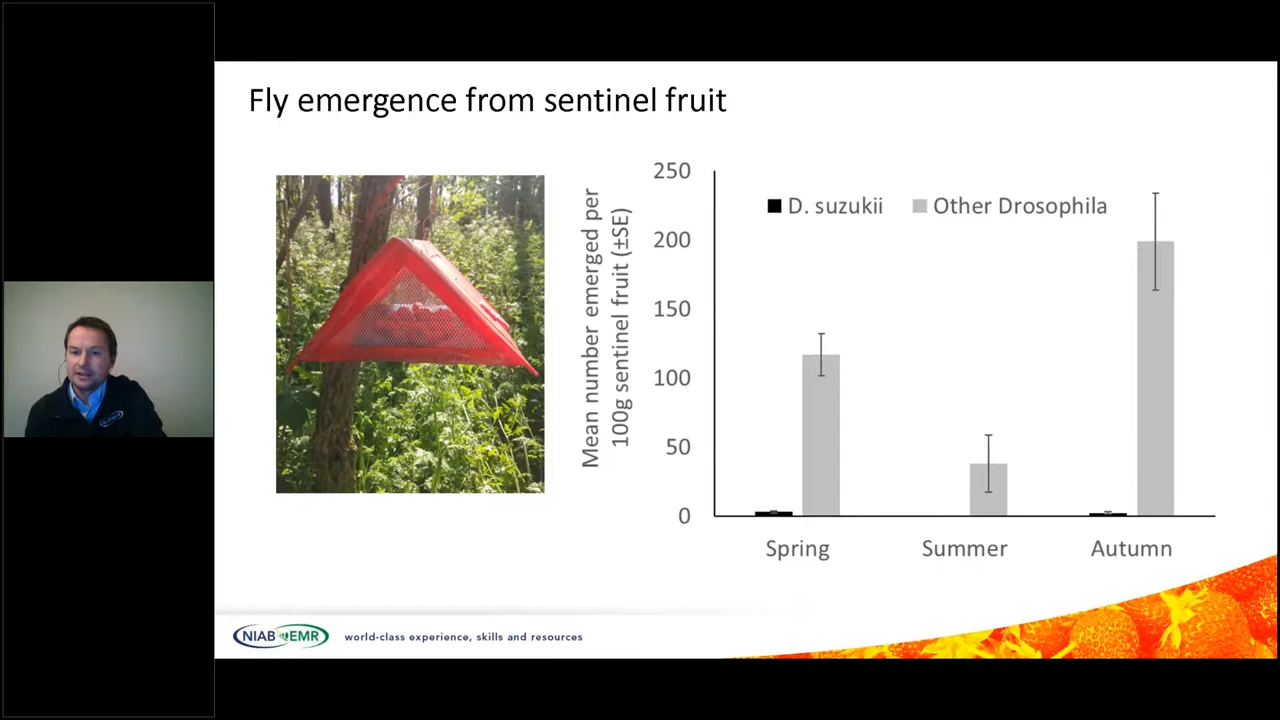 Fly emergence from sentinel fruit
Mean number emerged per
100g sentinel fruit (±SE)
250
200
150
100
50
0
D. suzukii
Other Drosophila
Spring
Summer
Autumn
NIAB EMR
world-class experience, skills and resources